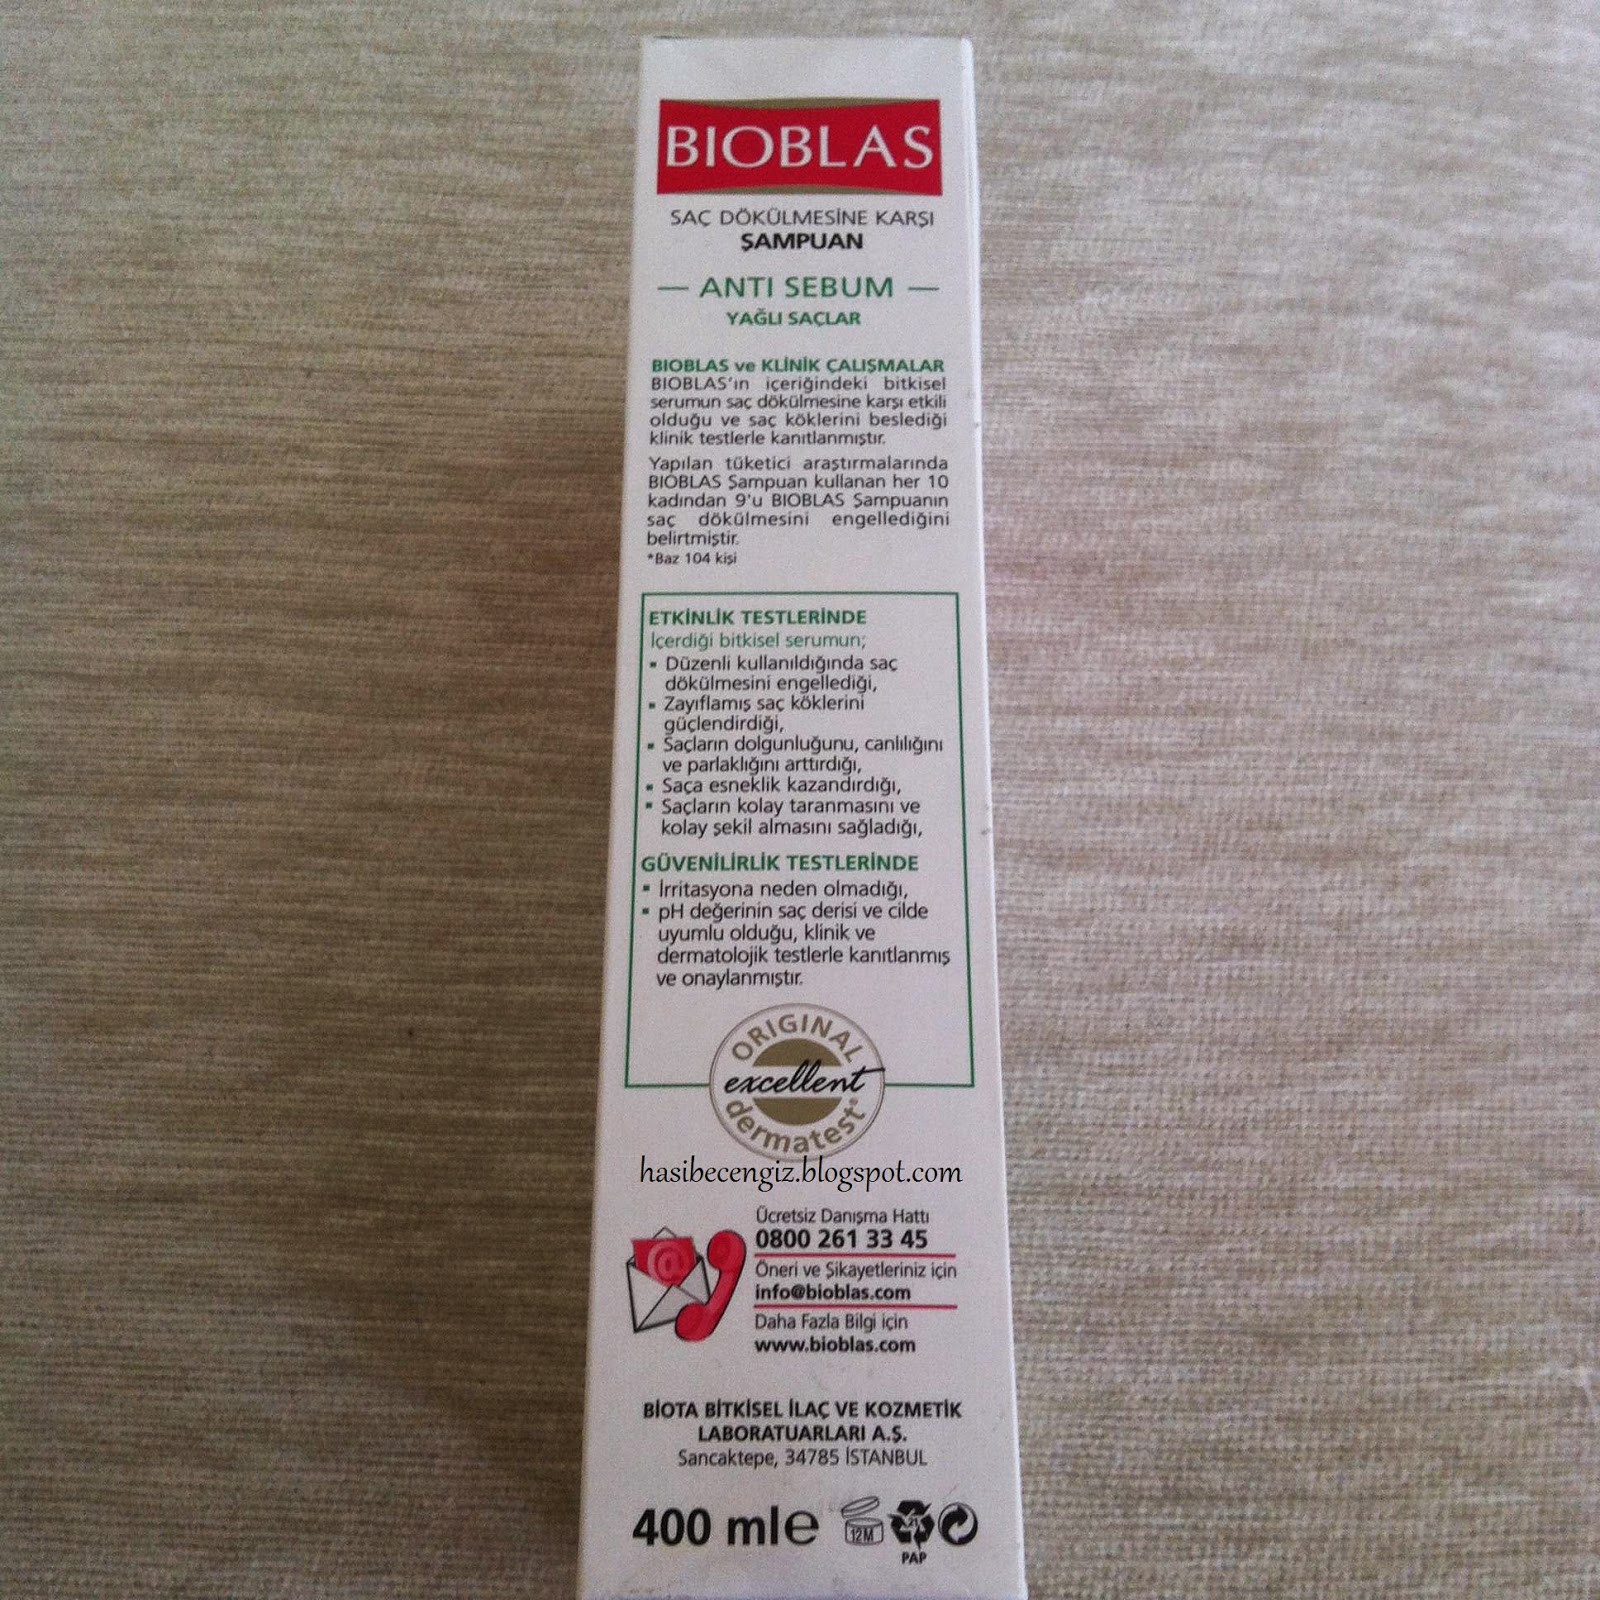 BIOBLAS
SAÇ DÖKÜLMESİNE KARŞI
ŞAMPUAN
— ANTI SEBUM —
YAĞLI SAÇLAR
BIOBLAS ve KLİNİK ÇALIŞMALAR
BIOBLAS'ın içeriğindeki bitkisel
serumun saç dökülmesine karşı etkili
olduğu ve saç köklerini beslediği
klinik testlerle kanıtlanmıştır.
Yapılan tüketici araştırmalarında
BIOBLAS Şampuan kullanan her 10
kadından 9'u BIOBLAS Şampuanın
saç dökülmesini engellediğini
belirtmiştir.
*Baz 104 kişi
ETKİNLİK TESTLERİNDE
İçerdiği bitkisel serumun;
▪ Düzenli kullanıldığında saç
dökülmesini engellediği,
▪ Zayıflamış saç köklerini
güçlendirdiği,
▪ Saçların dolgunluğunu, canlılığını
ve parlaklığını arttırdığı,
▪ Saça esneklik kazandırdığı,
▪ Saçların kolay taranmasını ve
kolay şekil almasını sağladığı,
GÜVENİLİRLİK TESTLERİNDE
▪ İrritasyona neden olmadığı,
▪ pH değerinin saç derisi ve cilde
uyumlu olduğu, klinik ve
dermatolojik testlerle kanıtlanmış
ve onaylanmıştır.
ORIGINAL
excellent
dermatest®
hasibecengiz.blogspot.com
Ücretsiz Danışma Hattı
0800 261 33 45
@
Öneri ve Şikayetleriniz için
info@bioblas.com
Daha Fazla Bilgi için
www.bioblas.com
BİOTA BİTKİSEL İLAÇ VE KOZMETİK
LABORATUARLARI A.Ş.
Sancaktepe, 34785 İSTANBUL
400 ml℮ 12M 21
PAP